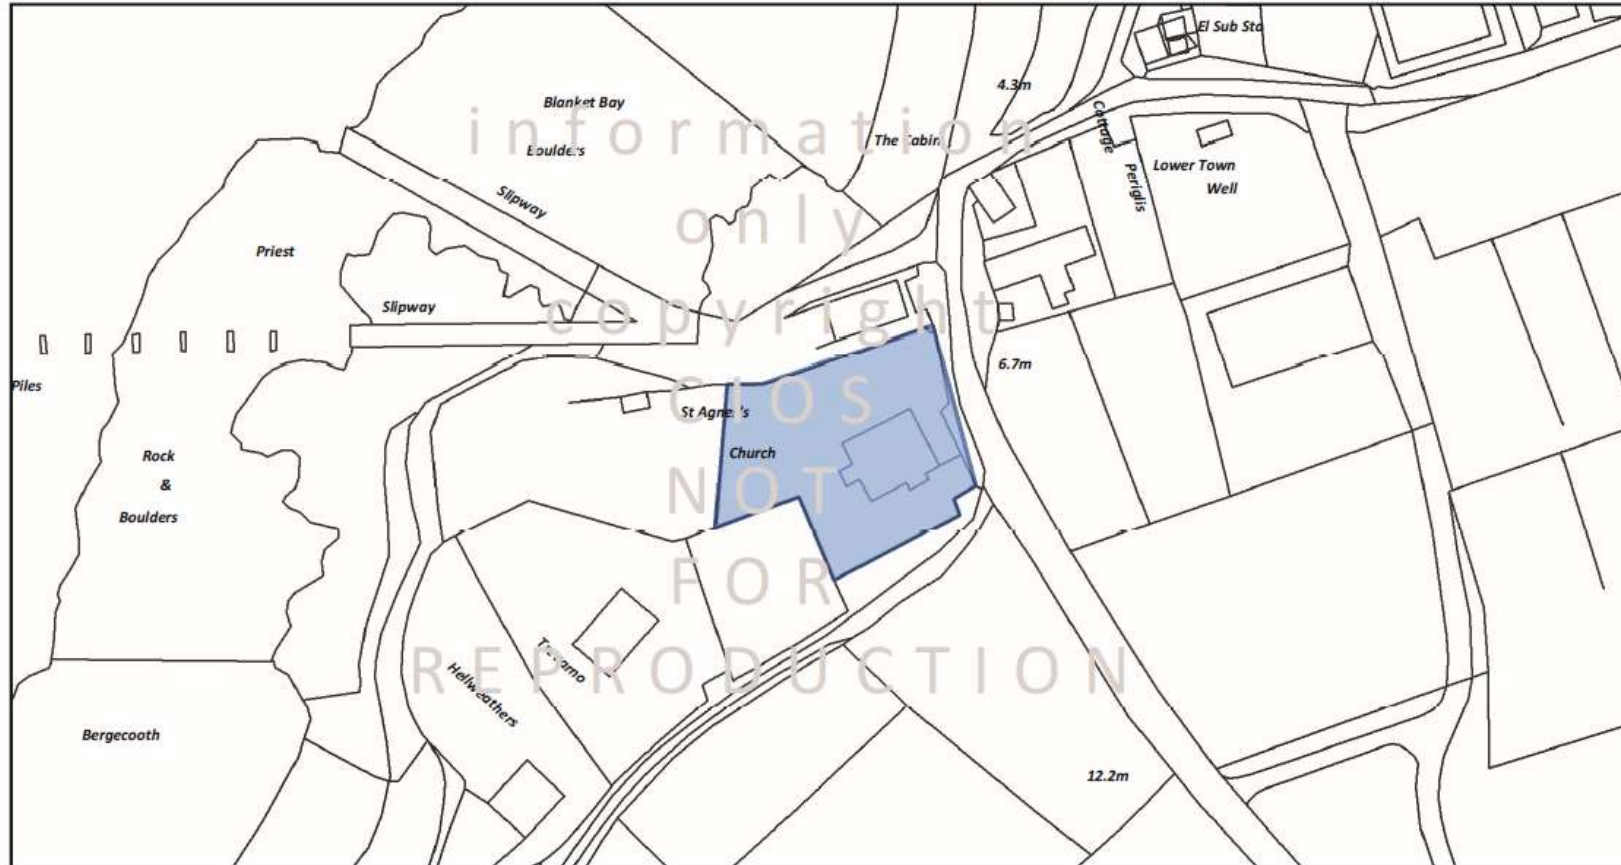 El Sub Sta
4.3m
Blanket Bay
Boulders
The Cabin
Cottage
Periglis
Lower Town
Well
Slipway
Priest
Slipway
Piles
6.7m
St Agnes's
Church
Rock
&
Boulders
Hellweathers
Bergecooth
12.2m
information
only
copyright
CIOS
NOT
FOR
REPRODUCTION